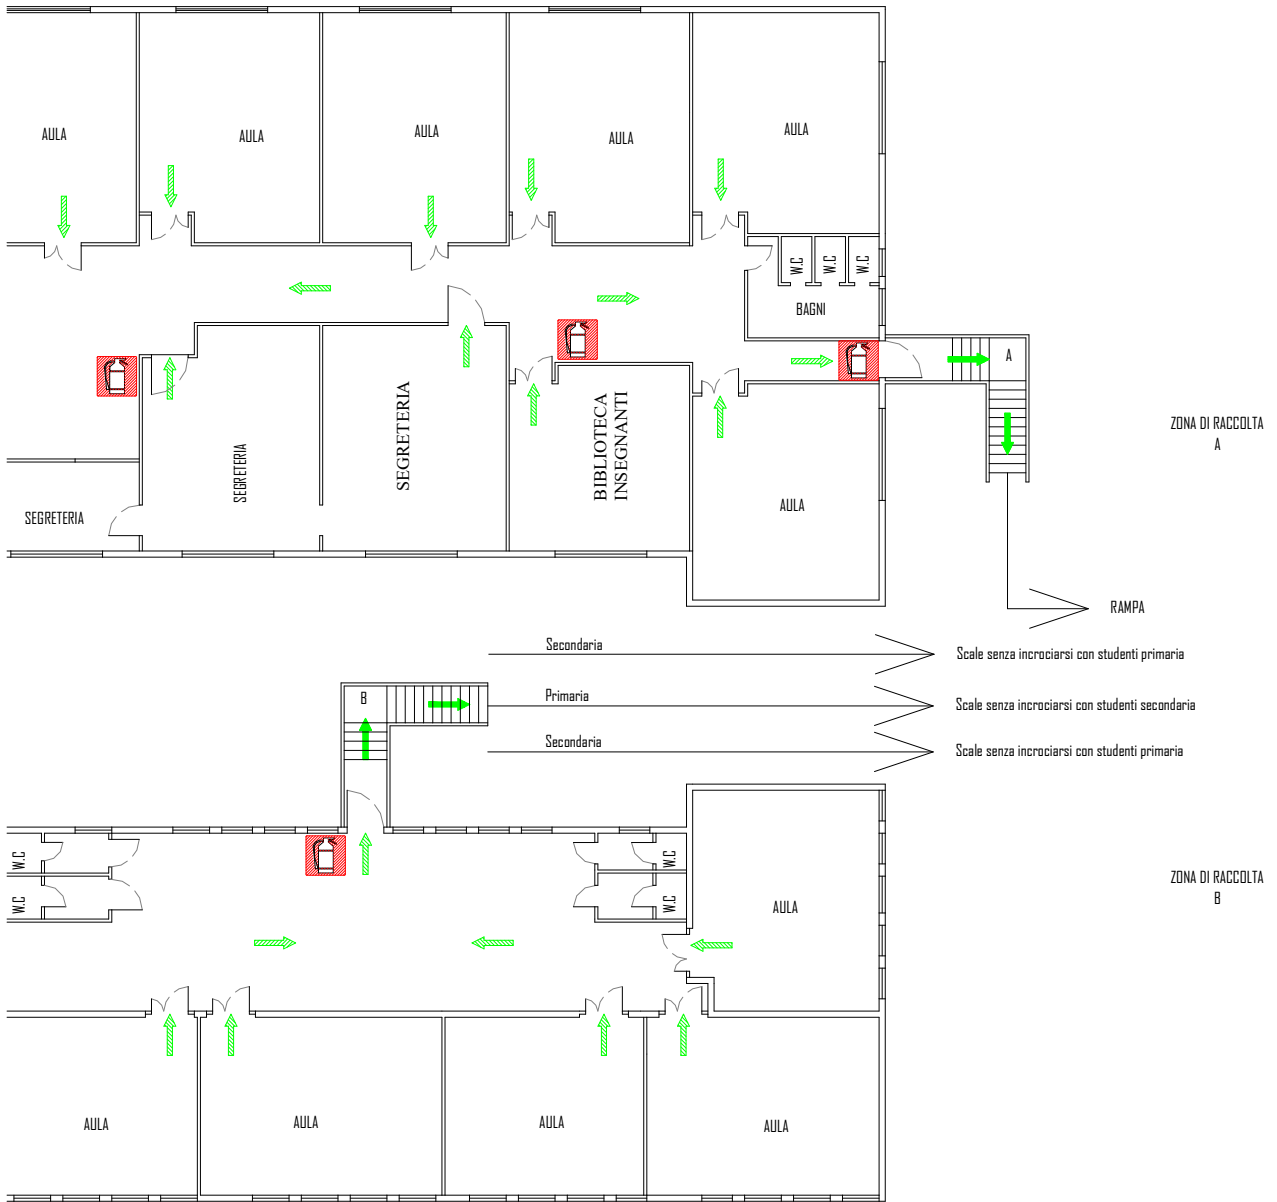 AULA
AULA
AULA
AULA
AULA
W.C
W.C
W.C
BAGNI
A
SEGRETERIA
SEGRETERIA
SEGRETERIA
BIBLIOTECA
INSEGNANTI
AULA
ZONA DI RACCOLTA
A
RAMPA
Secondaria
Scale senza incrociarsi con studenti primaria
B
Primaria
Scale senza incrociarsi con studenti secondaria
Secondaria
Scale senza incrociarsi con studenti primaria
W.C
W.C
W.C
W.C
AULA
ZONA DI RACCOLTA
B
AULA
AULA
AULA
AULA